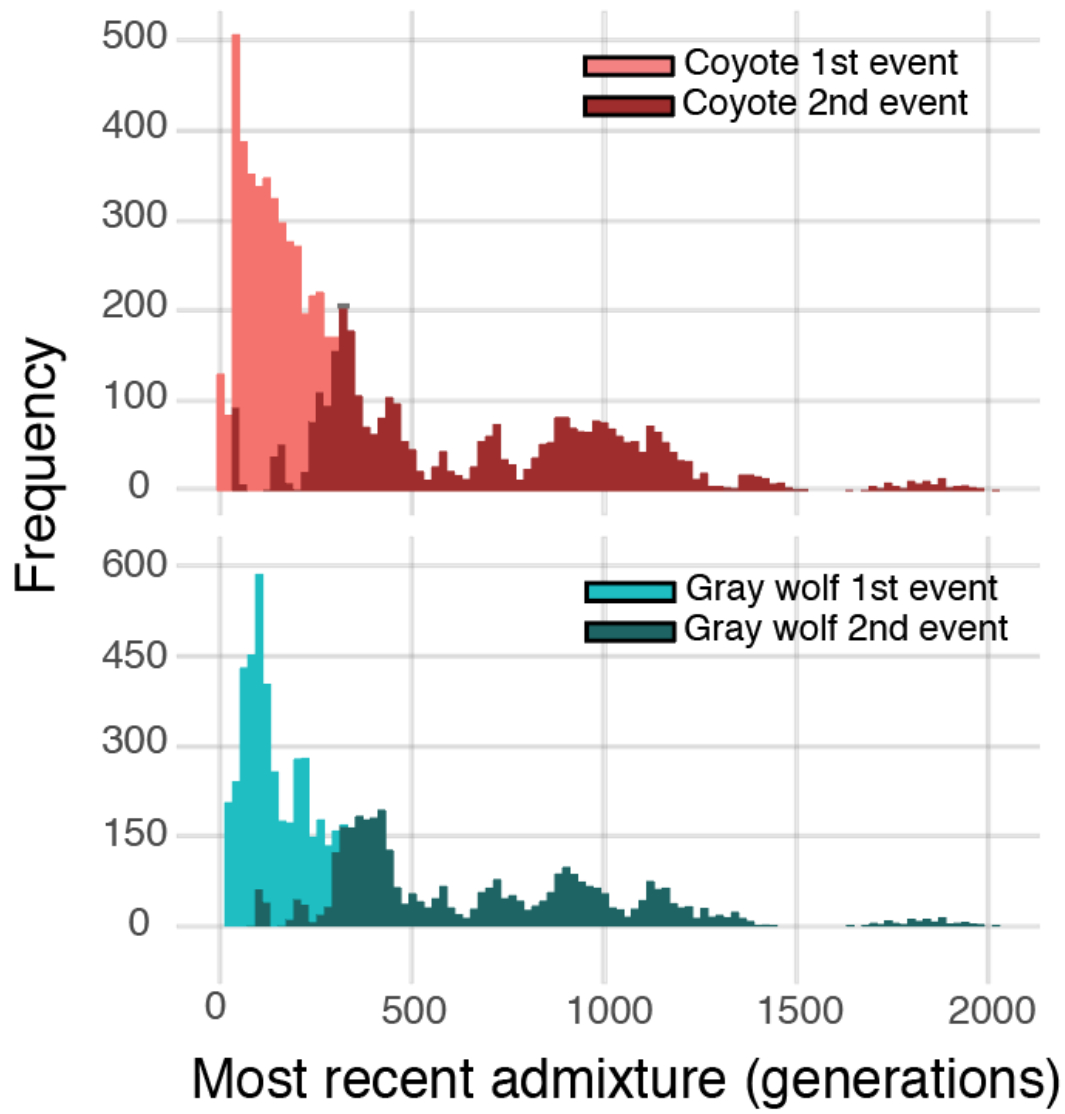 Frequency
500
400
300
200
100
0
Coyote 1st event
Coyote 2nd event
600
450
300
150
0
Gray wolf 1st event
Gray wolf 2nd event
0 500 1000 1500 2000
Most recent admixture (generations)